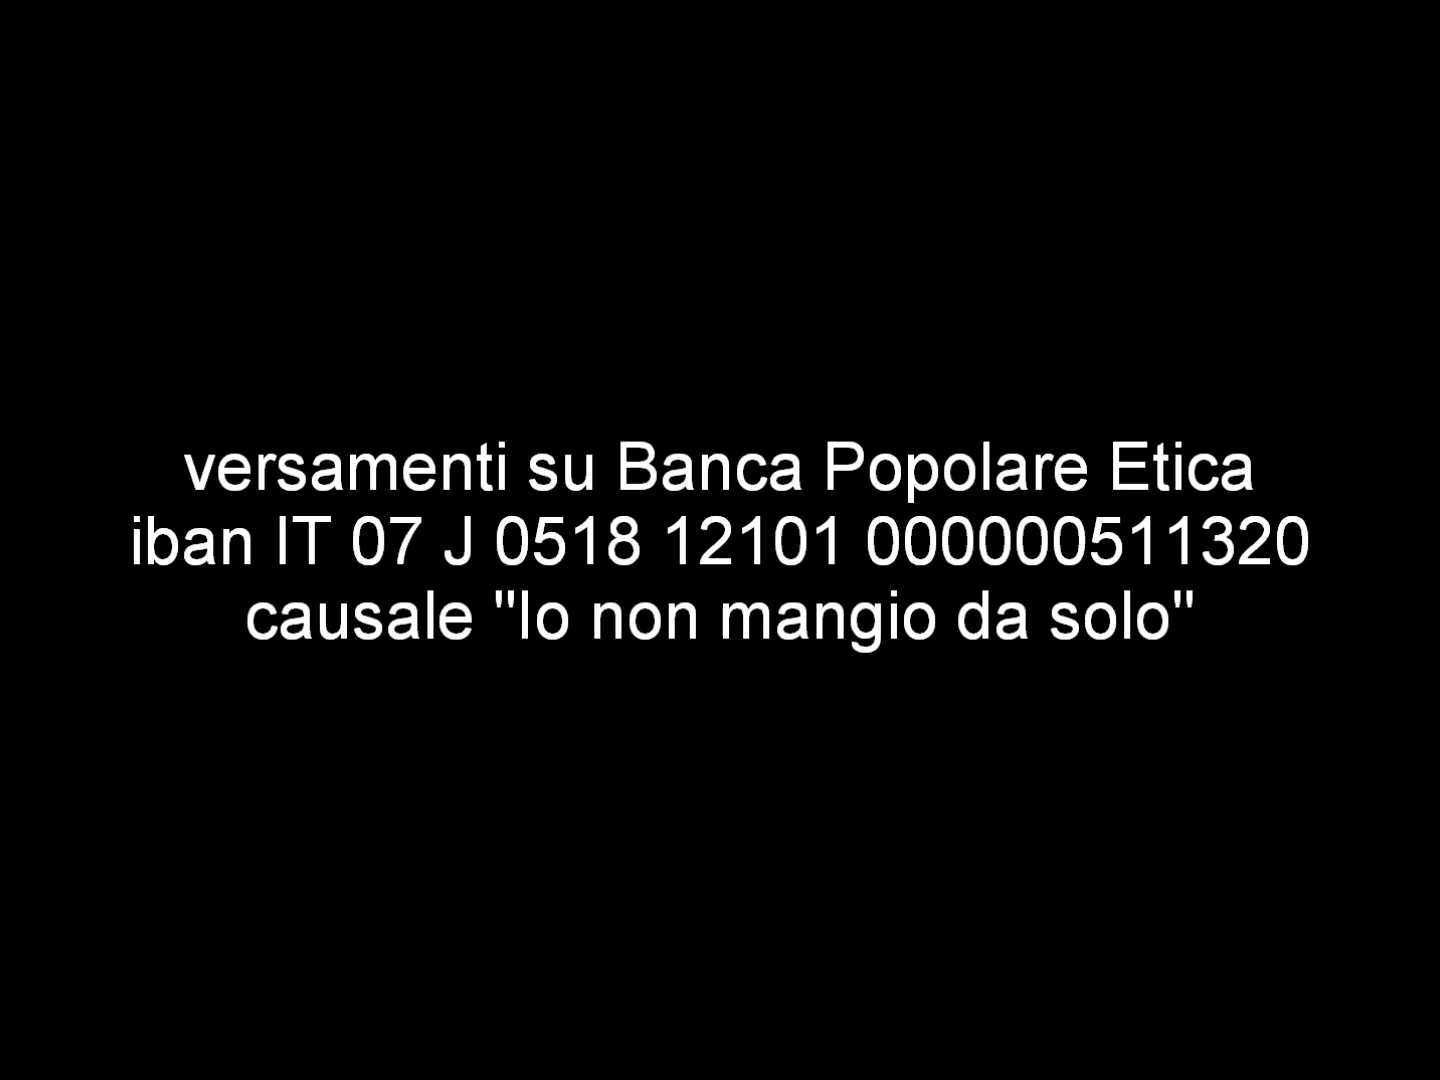 versamenti su Banca Popolare Etica
iban IT 07 J 0518 12101 000000511320
causale "Io non mangio da solo"